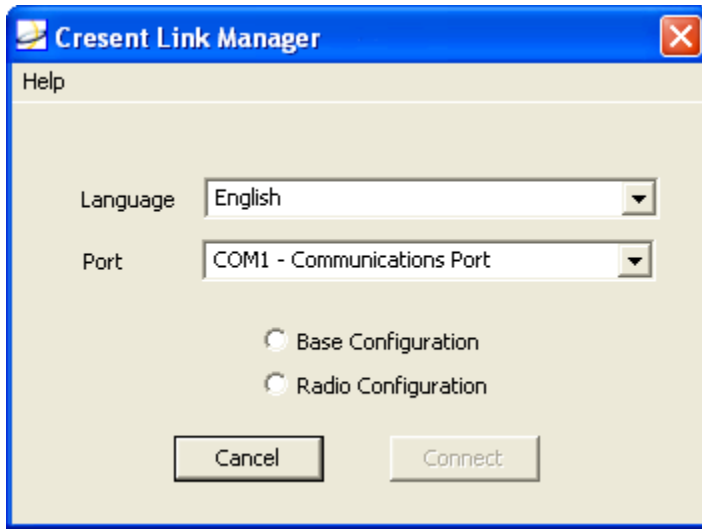 Cresent Link Manager
Help
Language English
Port COM1 - Communications Port
Base Configuration
Radio Configuration
Cancel Connect